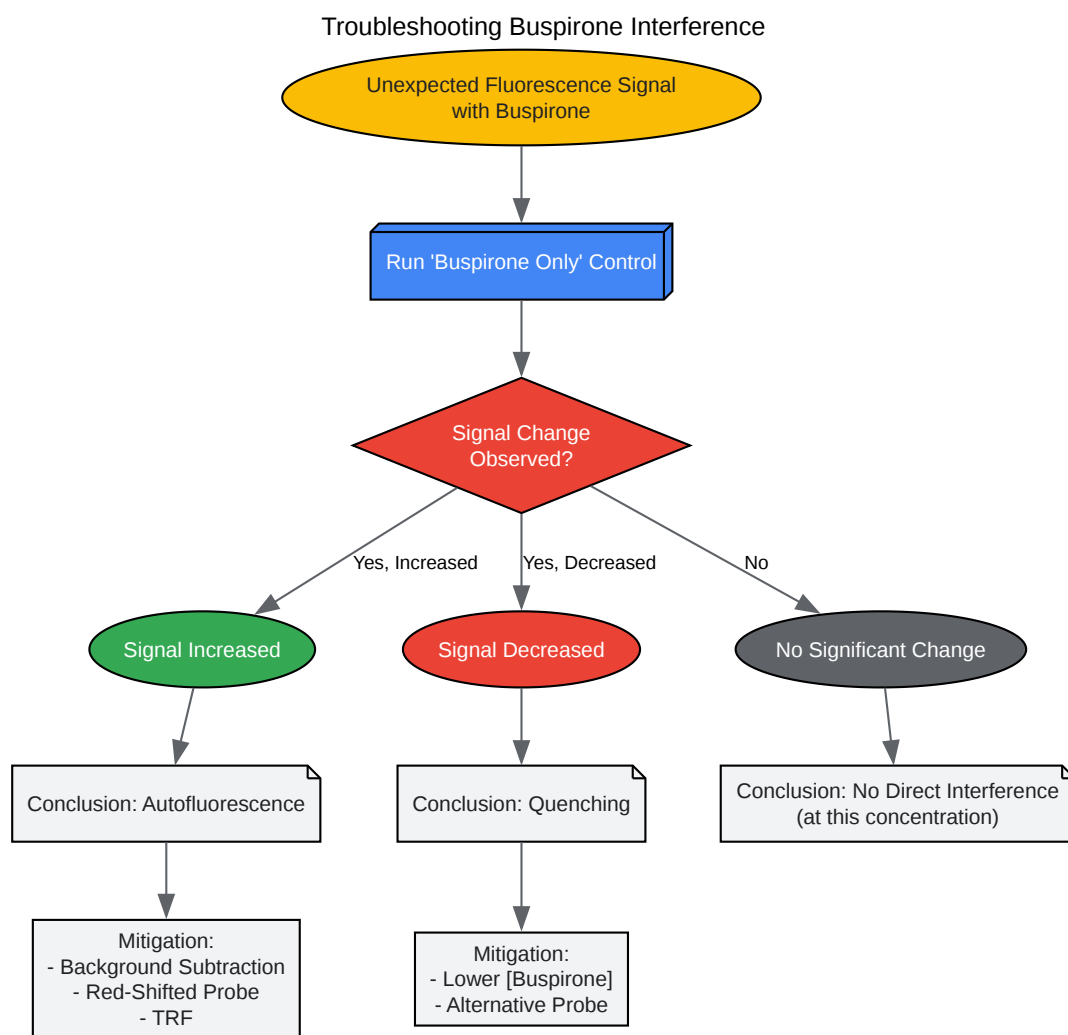 Troubleshooting Buspirone Interference
Unexpected Fluorescence Signal
with Buspirone
Run 'Buspirone Only' Control
Signal Change
Observed?
Yes, Increased
Yes, Decreased
No
Signal Increased
Signal Decreased
No Significant Change
Conclusion: Autofluorescence
Conclusion: Quenching
Conclusion: No Direct Interference
(at this concentration)
Mitigation:
- Background Subtraction
- Red-Shifted Probe
- TRF
Mitigation:
- Lower [Buspirone]
- Alternative Probe